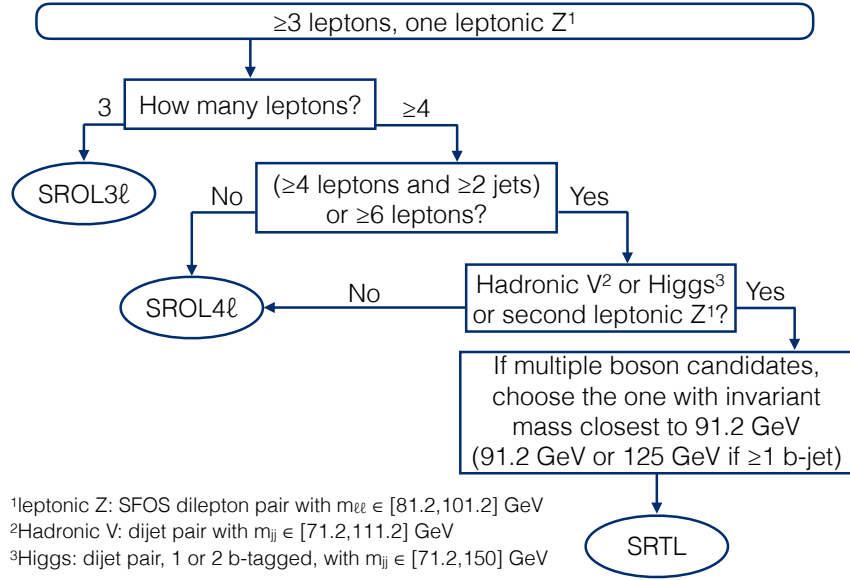 ≥3 leptons, one leptonic Z¹
How many leptons?
3
≥4
SROL3ℓ
(≥4 leptons and ≥2 jets)
or ≥6 leptons?
No
Yes
SROL4ℓ
Hadronic V² or Higgs³
or second leptonic Z¹?
No
Yes
If multiple boson candidates,
choose the one with invariant
mass closest to 91.2 GeV
(91.2 GeV or 125 GeV if ≥1 b-jet)
SRTL
¹leptonic Z: SFOS dilepton pair with mℓℓ ∈ [81.2,101.2] GeV
²Hadronic V: dijet pair with mjj ∈ [71.2,111.2] GeV
³Higgs: dijet pair, 1 or 2 b-tagged, with mjj ∈ [71.2,150] GeV